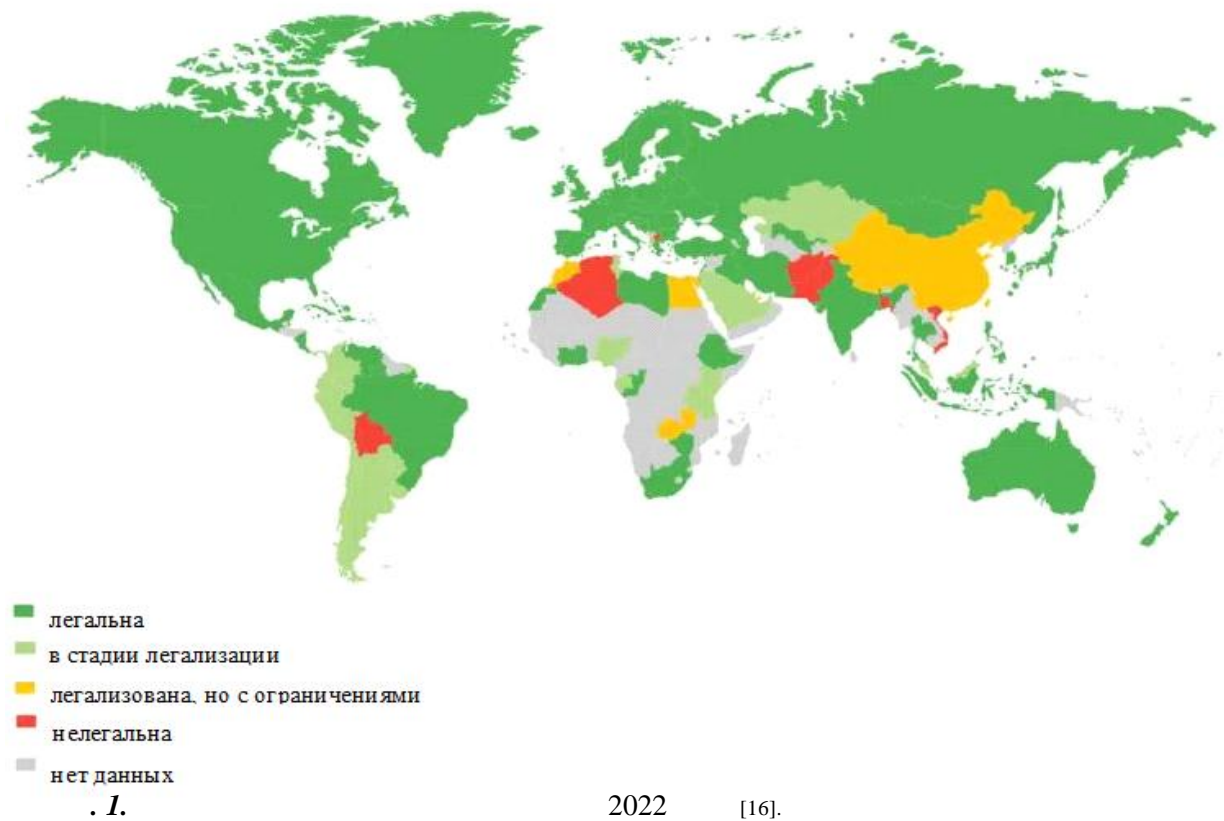 легальна
в стадии легализации
легализована, но с ограничениями
нелегальна
нет данных
. 1. 2022 [16].